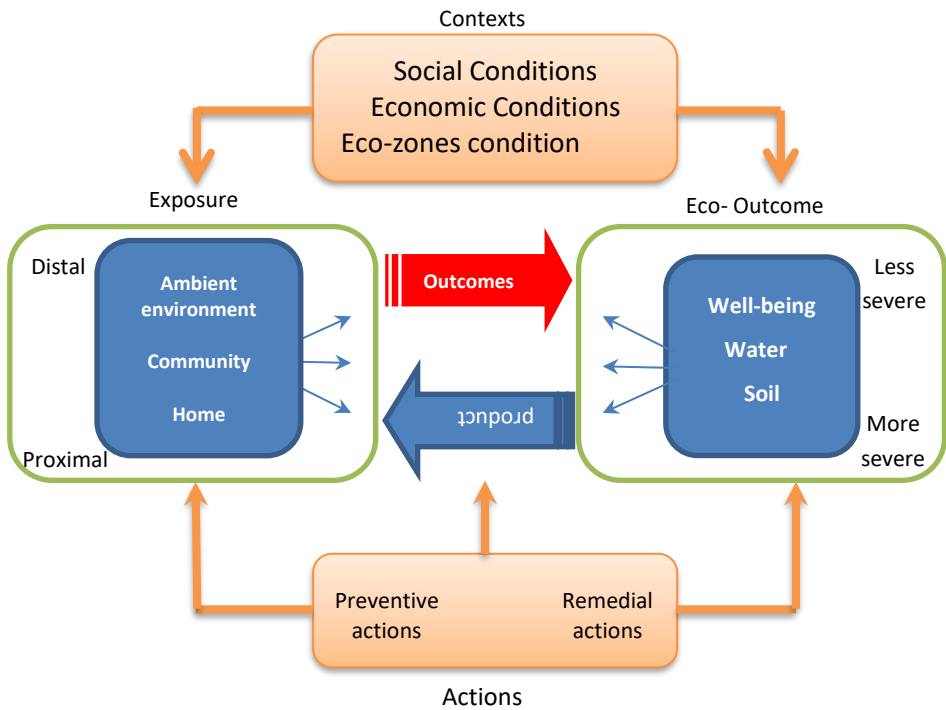 Contexts
Social Conditions
Economic Conditions
Eco-zones condition
Exposure
Eco- Outcome
Distal
Ambient
environment
Community
Home
Proximal
Outcomes
product
Less
severe
Well-being
Water
Soil
More
severe
Preventive
actions
Remedial
actions
Actions